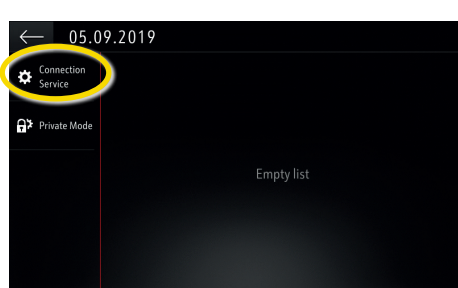 05.09.2019
Connection
Service
Private Mode
Empty list